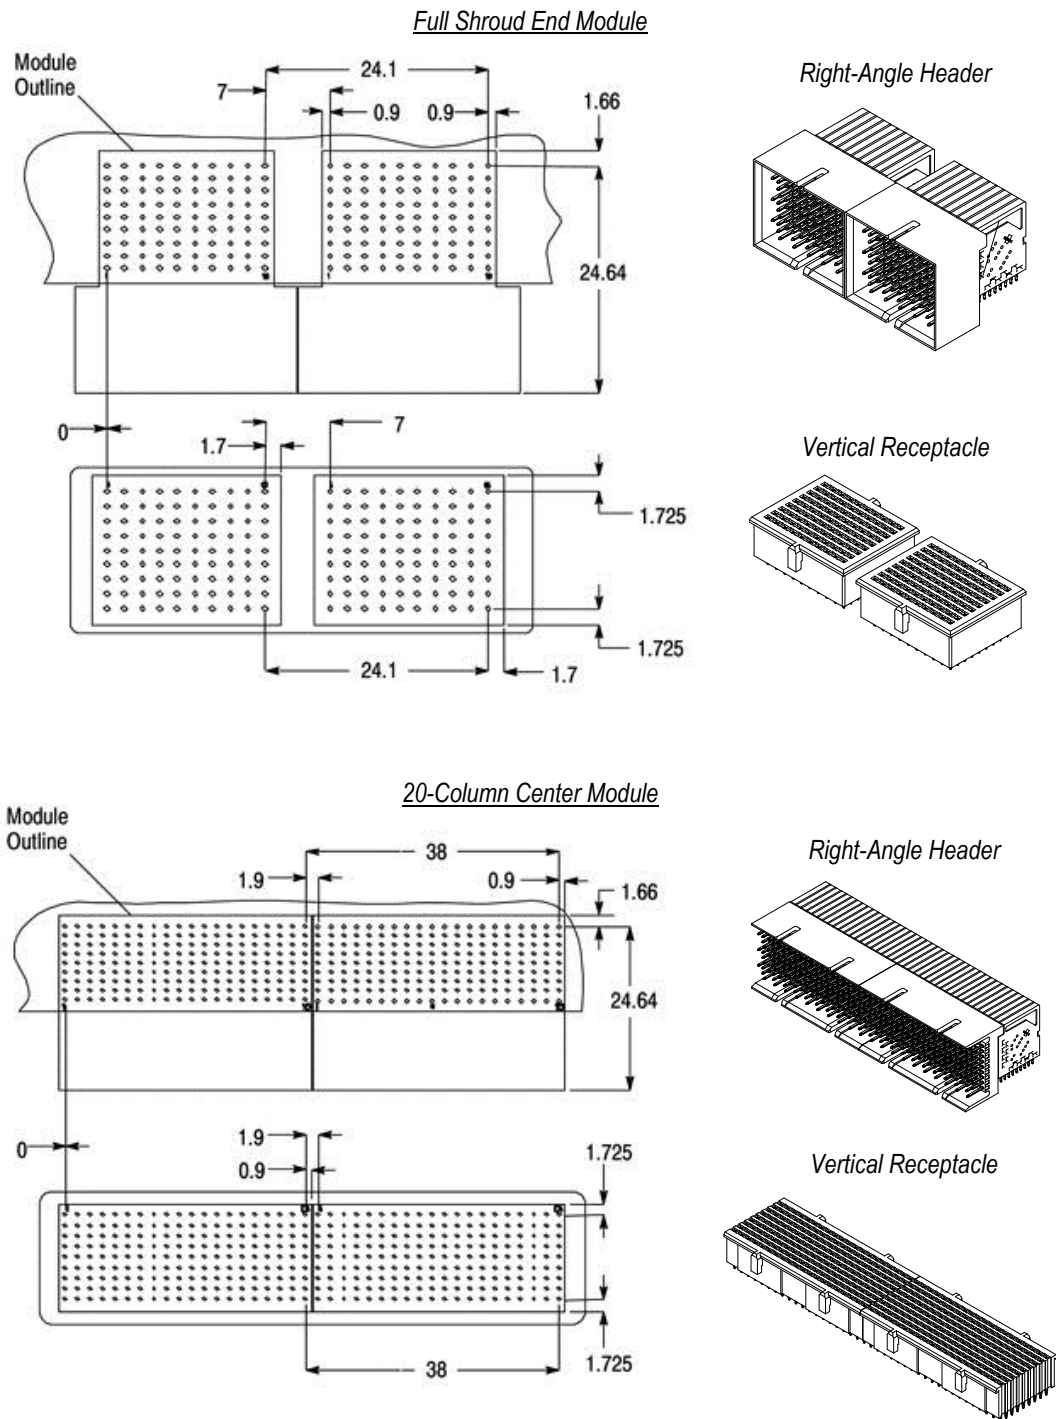 Full Shroud End Module
Module
Outline
24.1
7
0.9
0.9
1.66
Right-Angle Header
24.64
0
7
1.7
1.725
Vertical Receptacle
1.725
24.1
1.7
20-Column Center Module
Module
Outline
38
1.9
0.9
1.66
Right-Angle Header
24.64
0
1.9
0.9
1.725
Vertical Receptacle
38
1.725